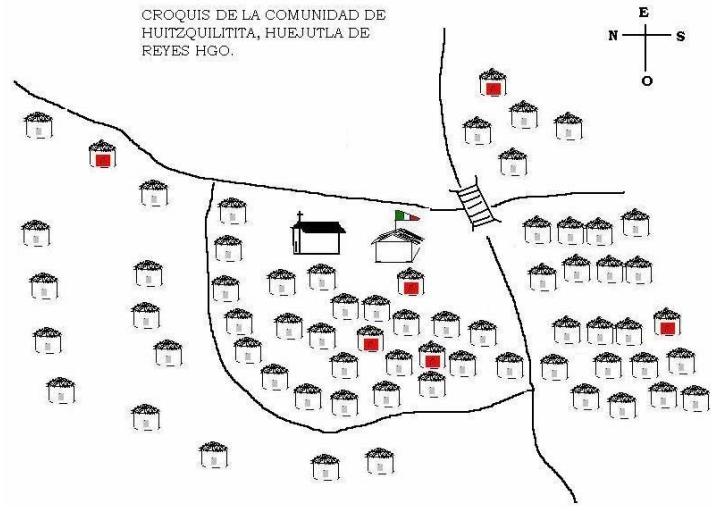 CROQUIS DE LA COMUNIDAD DE
HUITZQUILITITA, HUEJUTLA DE
REYES HGO.
E
N S
O